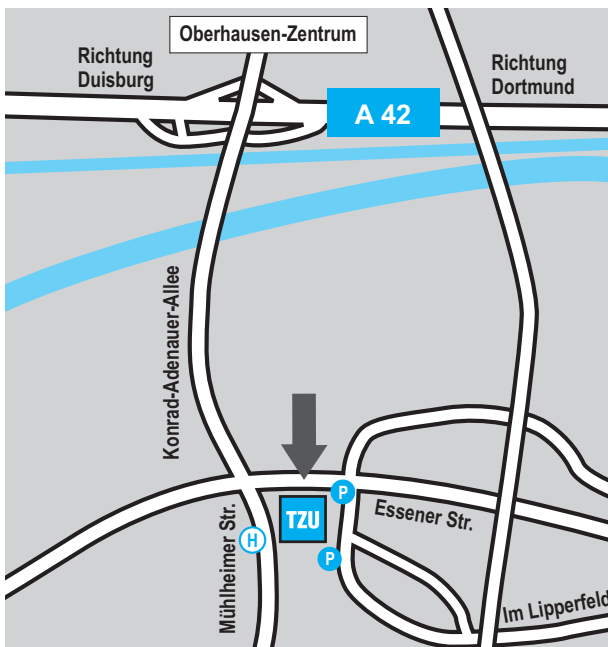 Oberhausen-Zentrum
Richtung
Duisburg
Richtung
Dortmund
A 42
Konrad-Adenauer-Allee
P
TZU
Essener Str.
H
Mühlheimer Str.
P
Im Lipperfeld